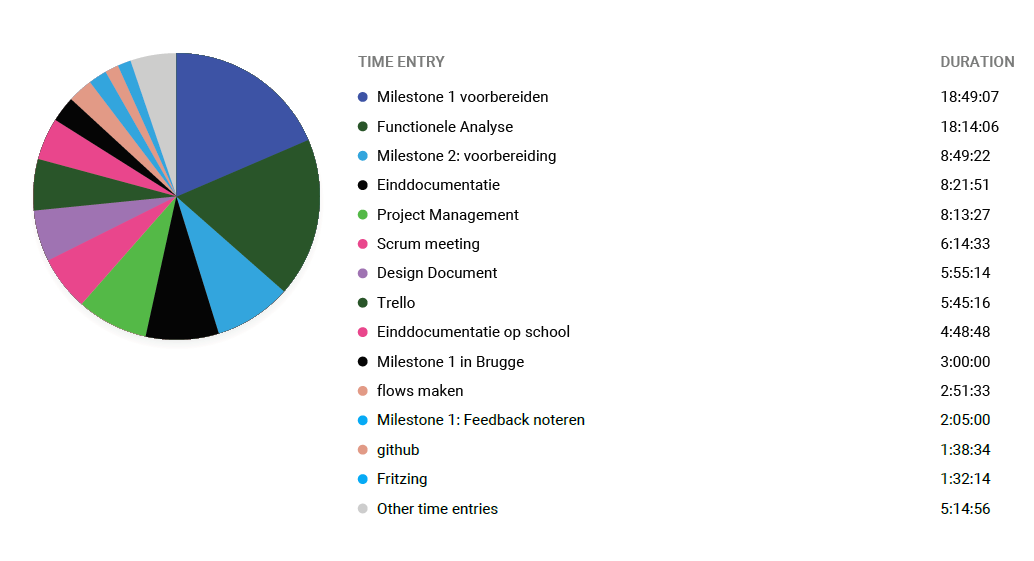 TIME ENTRY DURATION
Milestone 1 voorbereiden 18:49:07
Functionele Analyse 18:14:06
Milestone 2: voorbereiding 8:49:22
Einddocumentatie 8:21:51
Project Management 8:13:27
Scrum meeting 6:14:33
Design Document 5:55:14
Trello 5:45:16
Einddocumentatie op school 4:48:48
Milestone 1 in Brugge 3:00:00
flows maken 2:51:33
Milestone 1: Feedback noteren 2:05:00
github 1:38:34
Fritzing 1:32:14
Other time entries 5:14:56